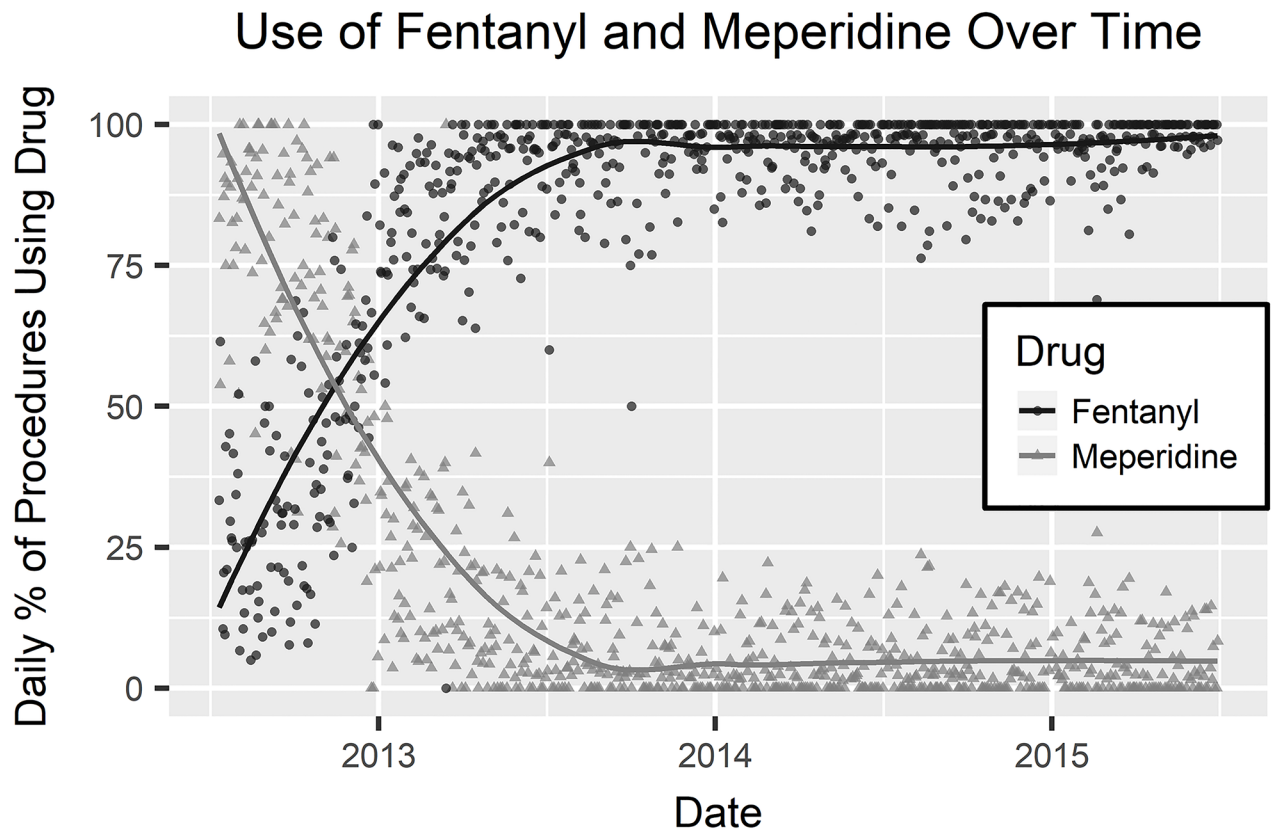 Use of Fentanyl and Meperidine Over Time
Daily % of Procedures Using Drug
100
75
50
25
0
Drug
Fentanyl
Meperidine
2013
2014
2015
Date